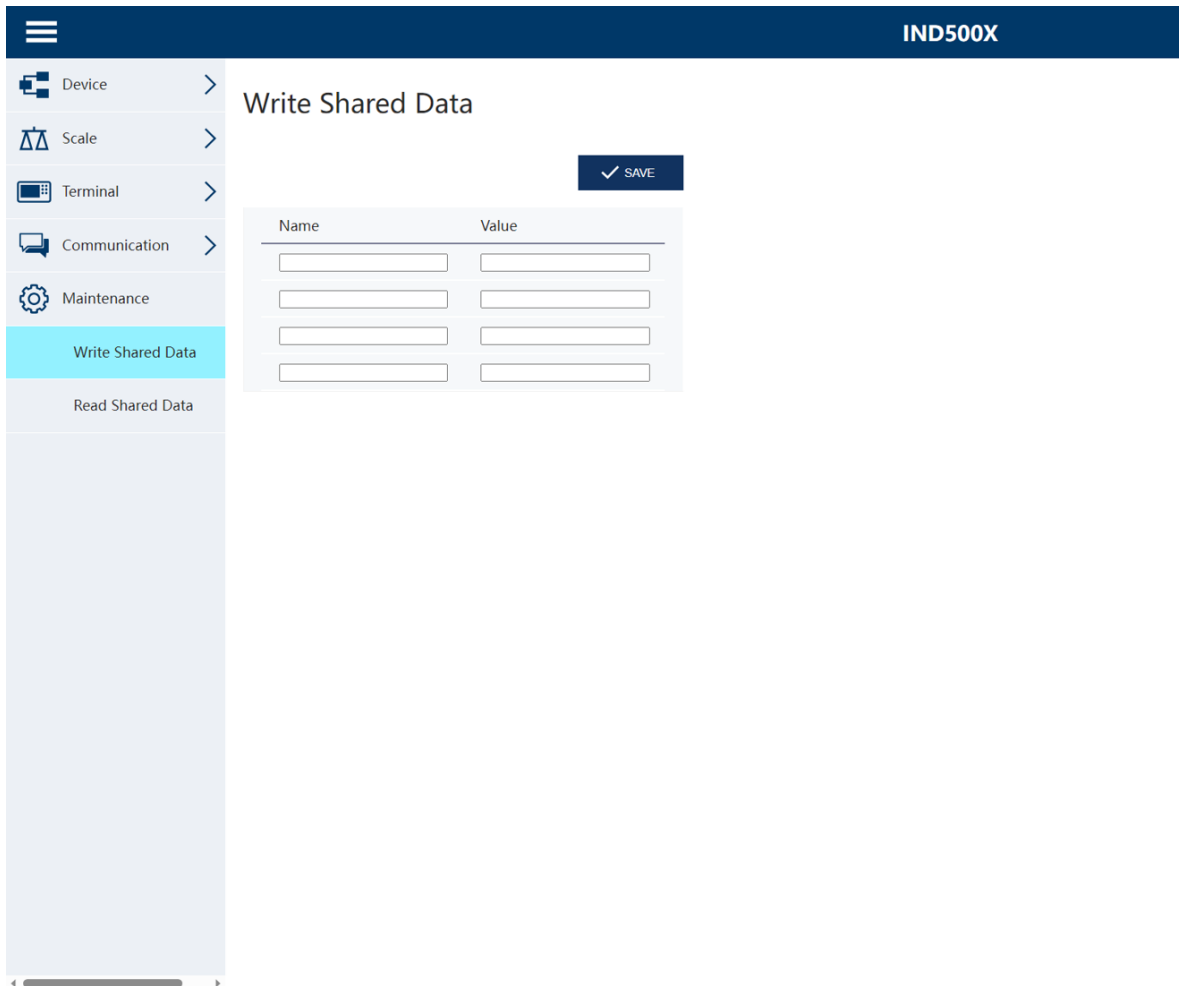 IND500X
Device
Scale
Terminal
Communication
Maintenance
Write Shared Data
Read Shared Data
Write Shared Data
SAVE
Name Value